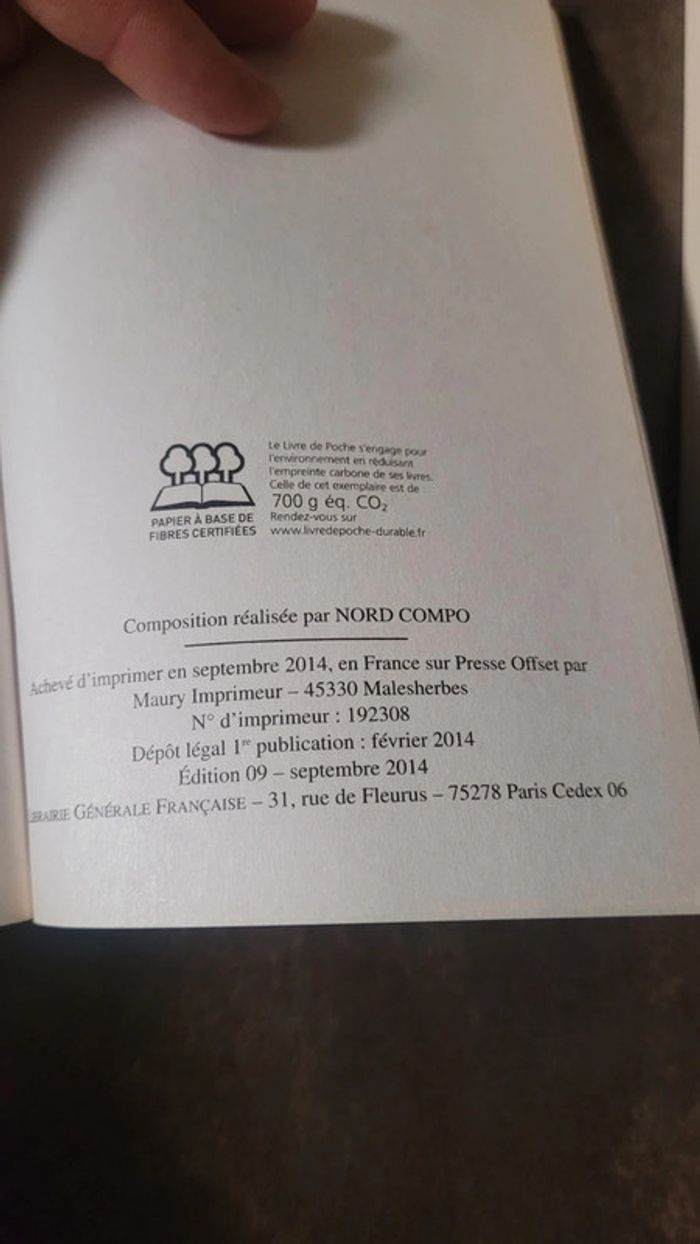 Le Livre de Poche s'engage pour
l'environnement en réduisant
l'empreinte carbone de ses livres.
Celle de cet exemplaire est de :
700 g éq. CO₂
Rendez-vous sur
www.livredepoche-durable.fr
PAPIER À BASE DE
FIBRES CERTIFIÉES
Composition réalisée par NORD COMPO
Achevé d'imprimer en septembre 2014, en France sur Presse Offset par
Maury Imprimeur – 45330 Malesherbes
N° d'imprimeur : 192308
Dépôt légal 1re publication : février 2014
Édition 09 – septembre 2014
LIBRAIRIE GÉNÉRALE FRANÇAISE – 31, rue de Fleurus – 75278 Paris Cedex 06